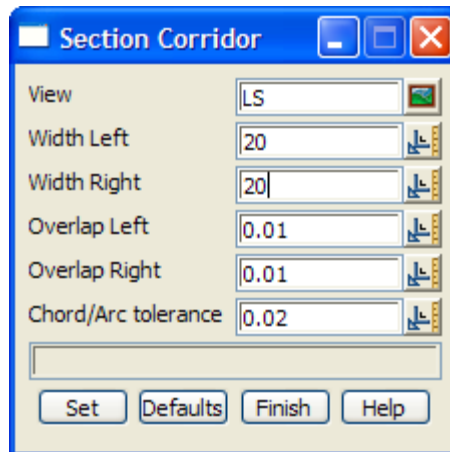 Section Corridor
View LS
Width Left 20
Width Right 20
Overlap Left 0.01
Overlap Right 0.01
Chord/Arc tolerance 0.02
Set Defaults Finish Help